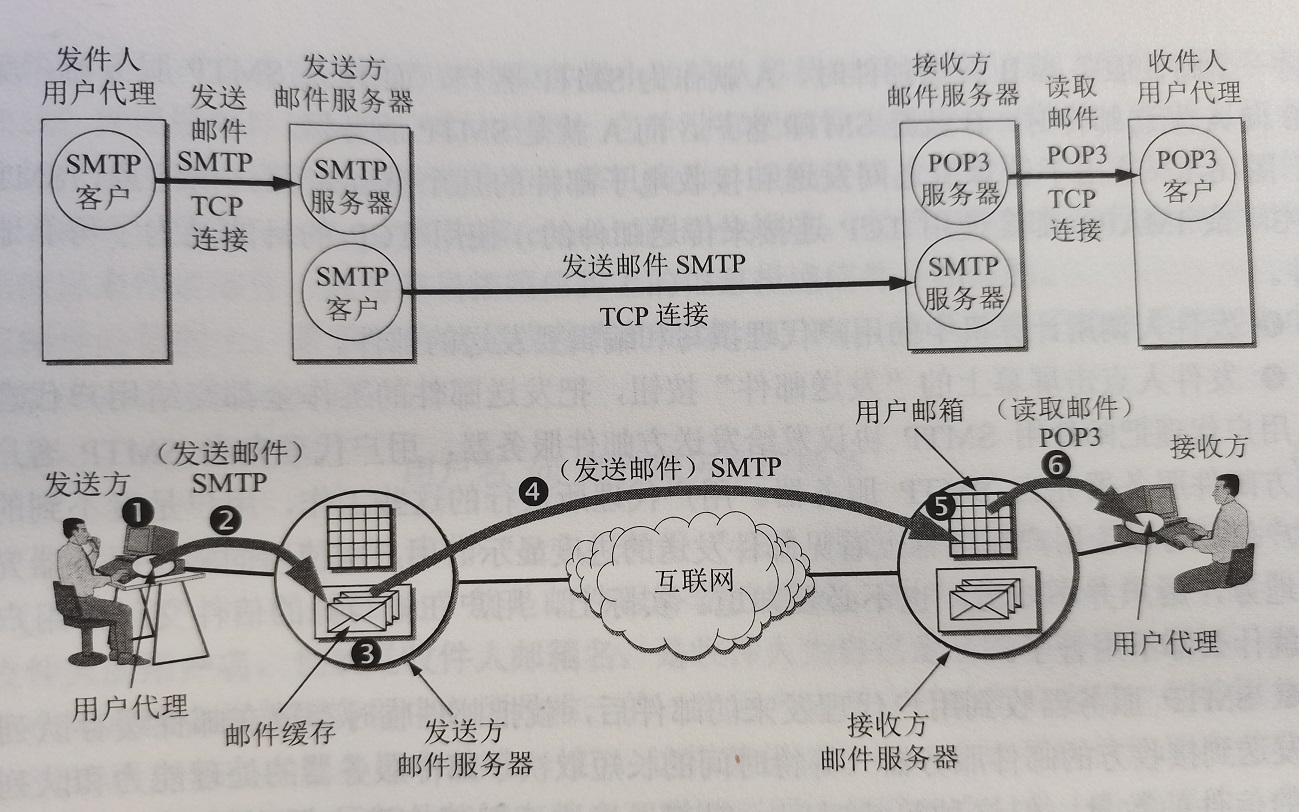 发件人
用户代理
发送
邮件
SMTP
TCP
连接
发送方
邮件服务器
接收方
邮件服务器
读取
邮件
POP3
TCP
连接
收件人
用户代理
SMTP
客户
SMTP
服务器
POP3
服务器
POP3
客户
SMTP
客户
发送邮件 SMTP
TCP 连接
SMTP
服务器
用户邮箱
(读取邮件)
POP3
接收方
(发送邮件)
SMTP
发送方
(发送邮件) SMTP
❶
❷
❸
❹
❺
❻
互联网
用户代理
邮件缓存
发送方
邮件服务器
接收方
邮件服务器
用户代理